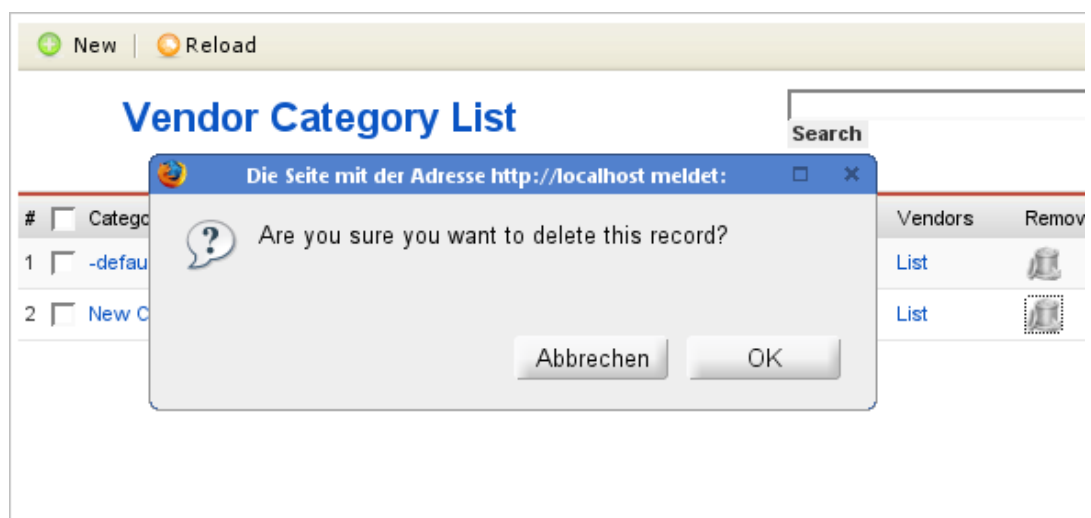 New | Reload
Vendor Category List
Search
Die Seite mit der Adresse http://localhost meldet:
Are you sure you want to delete this record?
Abbrechen OK
# Vendors
1 List
2 New List